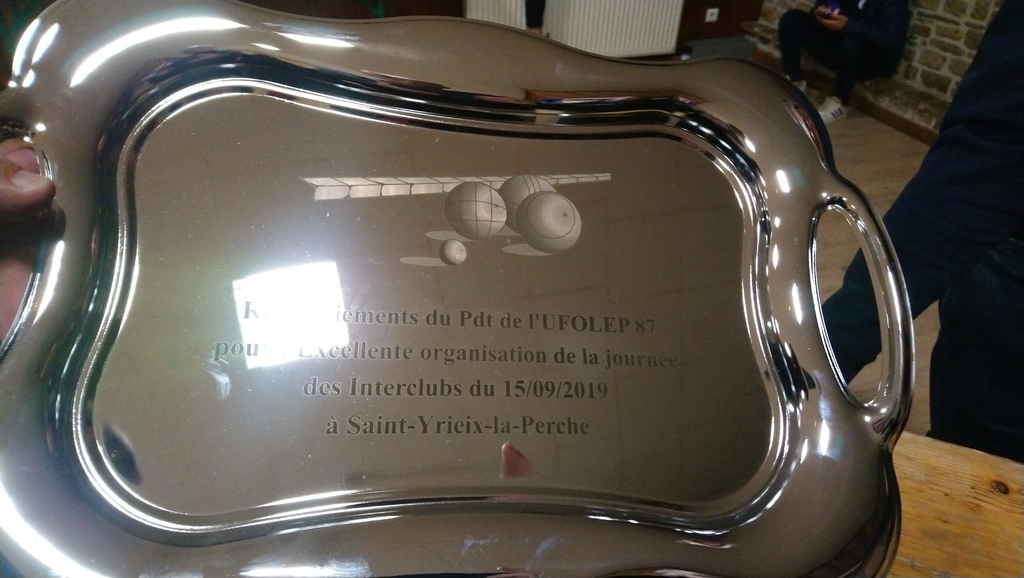 du Pdt de l'UFOLEP 87
Excellente organisation de la journée
des Interclubs du 15/09/2019
à Saint-Yrieix-la-Perche